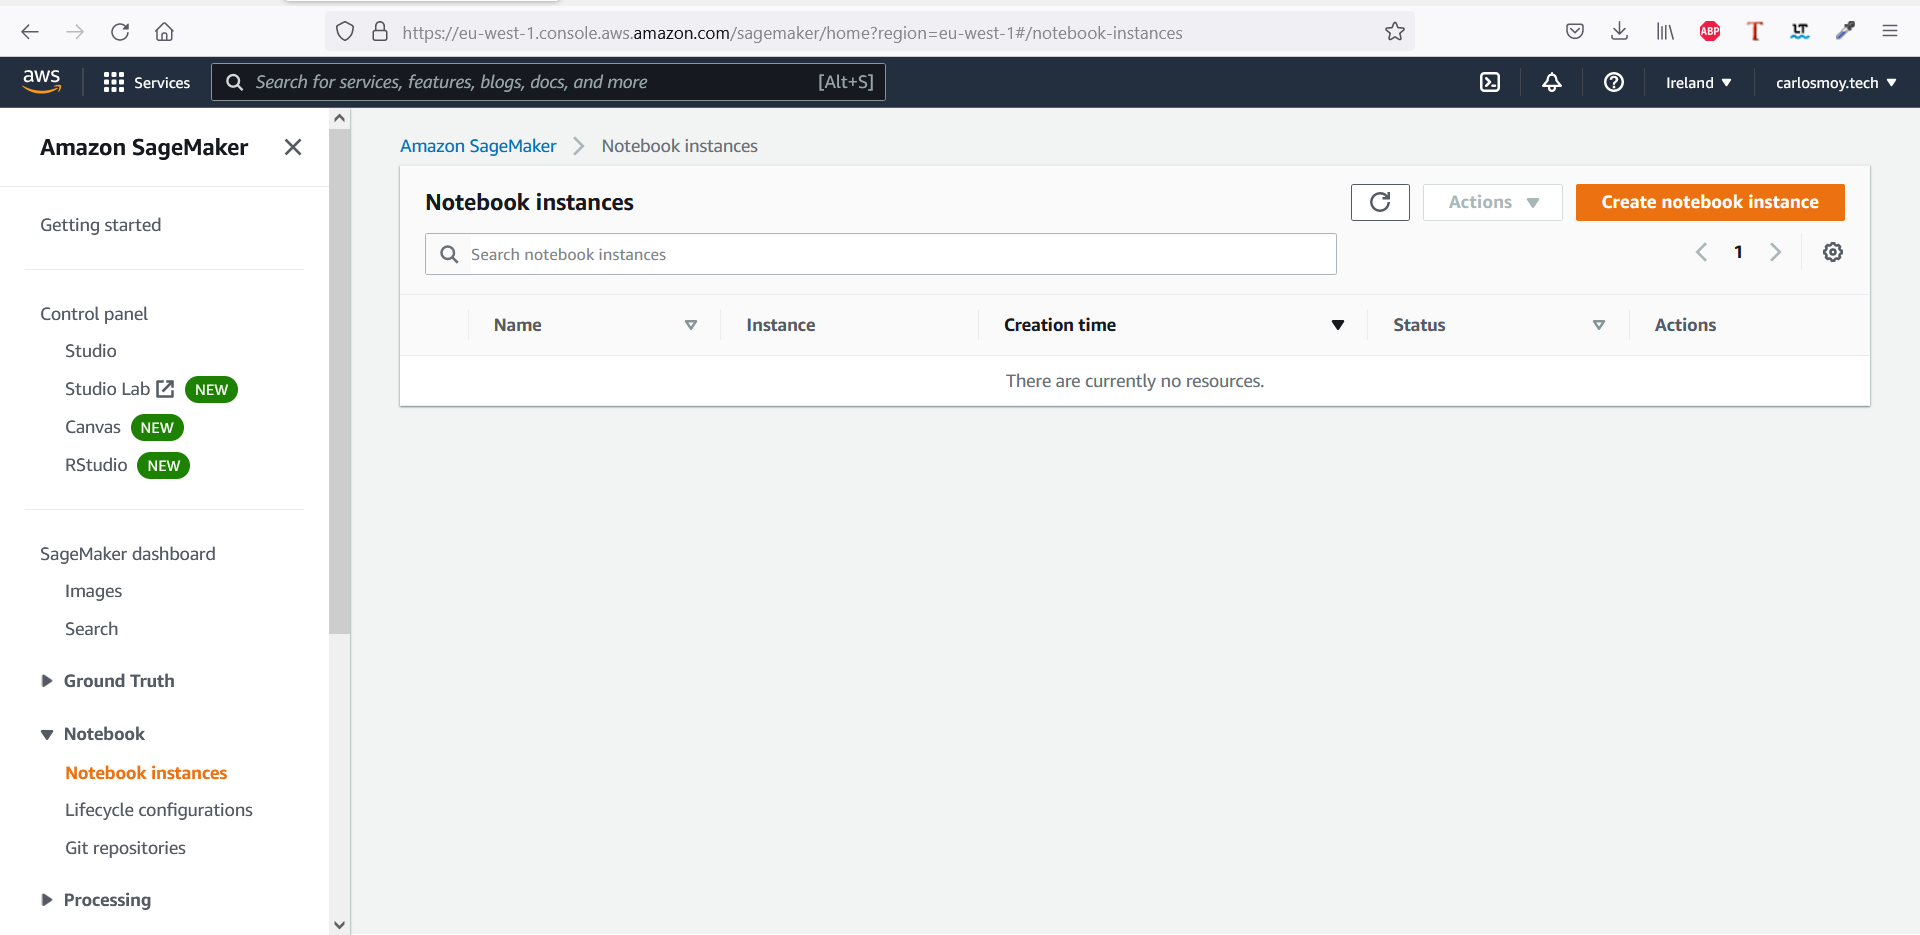 https://eu-west-1.console.aws.amazon.com/sagemaker/home?region=eu-west-1#/notebook-instances
ABP
T
LT
aws
Services
Search for services, features, blogs, docs, and more
[Alt+S]
Ireland
carlosmoy.tech
Amazon SageMaker
Getting started
Control panel
Studio
Studio Lab NEW
Canvas NEW
RStudio NEW
SageMaker dashboard
Images
Search
Ground Truth
Notebook
Notebook instances
Lifecycle configurations
Git repositories
Processing
Amazon SageMaker > Notebook instances
Notebook instances
Actions
Create notebook instance
Search notebook instances
1
Name Instance Creation time Status Actions
There are currently no resources.